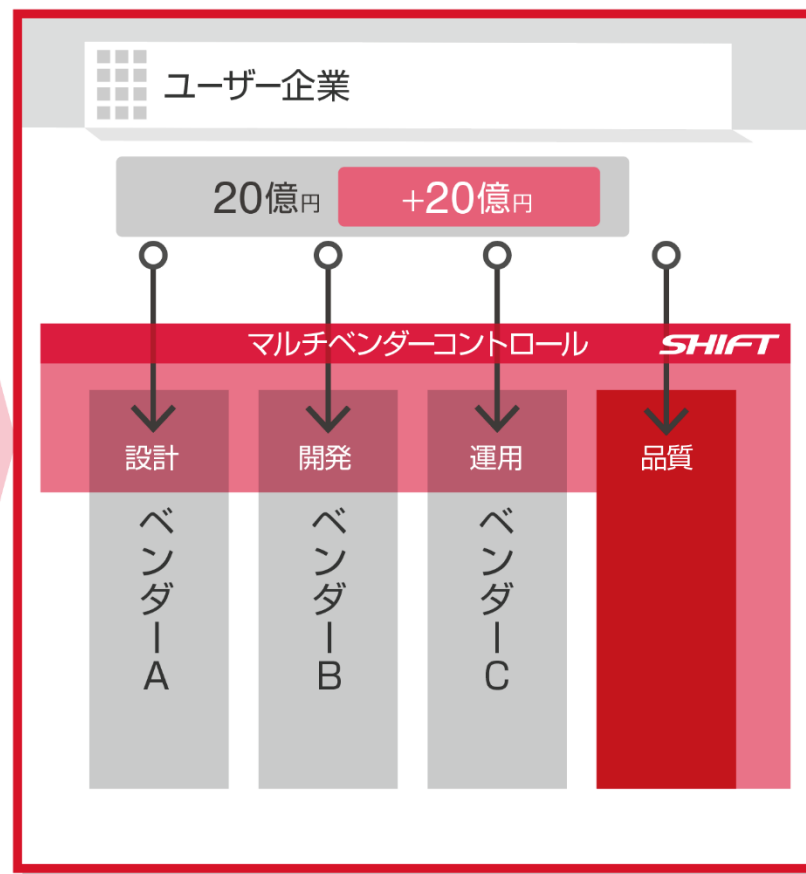 ユーザー企業
20億円 +20億円
マルチベンダーコントロール SHIFT
設計 開発 運用 品質
ベンダーA
ベンダーB
ベンダーC